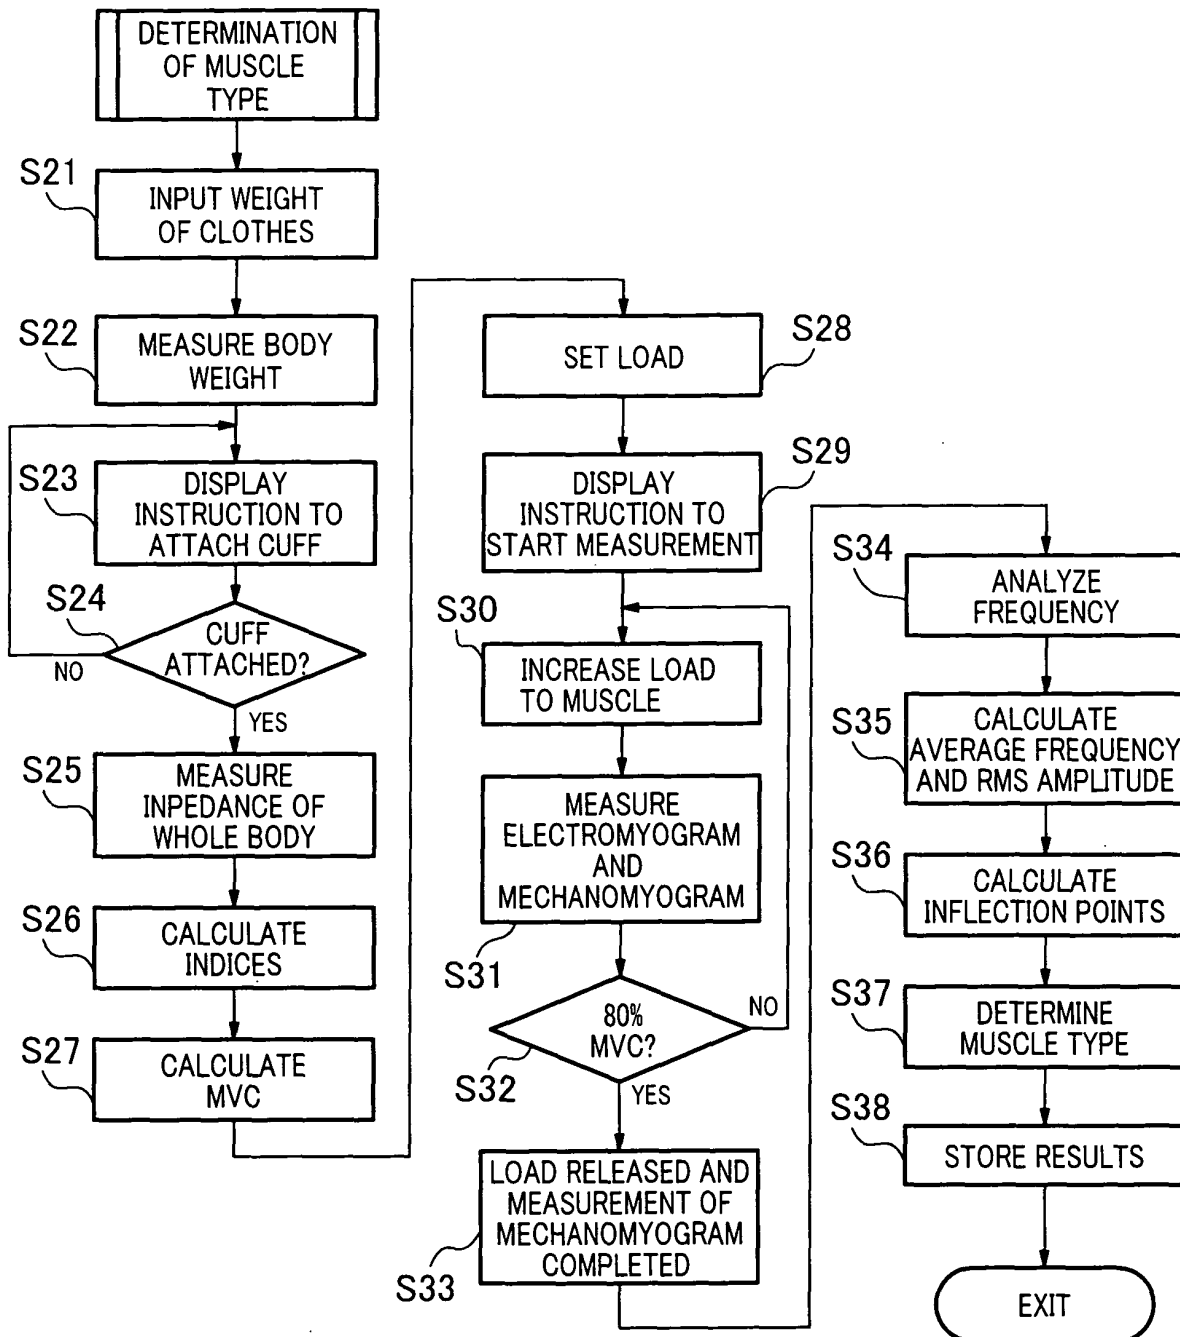 DETERMINATION
OF MUSCLE
TYPE
S21
INPUT WEIGHT
OF CLOTHES
S22
MEASURE BODY
WEIGHT
S23
DISPLAY
INSTRUCTION TO
ATTACH CUFF
S24
CUFF
ATTACHED?
NO
YES
S25
MEASURE
INPEDANCE OF
WHOLE BODY
S26
CALCULATE
INDICES
S27
CALCULATE
MVC
S28
SET LOAD
S29
DISPLAY
INSTRUCTION TO
START MEASUREMENT
S30
INCREASE LOAD
TO MUSCLE
MEASURE
ELECTROMYOGRAM
AND
MECHANOMYOGRAM
S31
80%
MVC?
NO
S32
YES
LOAD RELEASED AND
MEASUREMENT OF
MECHANOMYOGRAM
COMPLETED
S33
S34
ANALYZE
FREQUENCY
S35
CALCULATE
AVERAGE FREQUENCY
AND RMS AMPLITUDE
S36
CALCULATE
INFLECTION POINTS
S37
DETERMINE
MUSCLE TYPE
S38
STORE RESULTS
EXIT